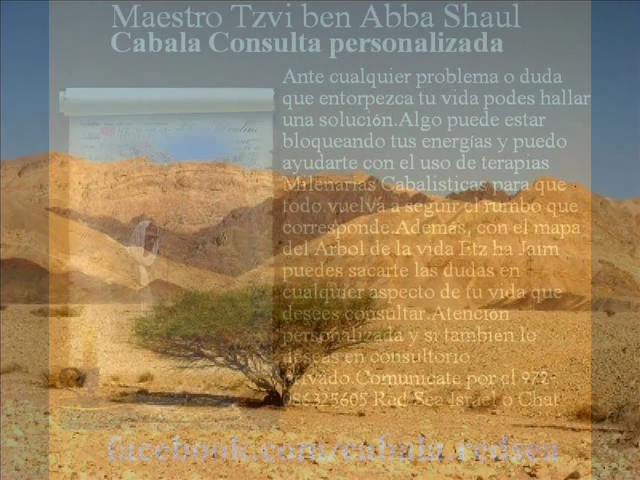 Maestro Tzvi ben Abba Shaul
Cabala Consulta personalizada
Ante cualquier problema o duda
que entorpezca tu vida podes hallar
una solución.Algo puede estar
bloqueando tus energías y puedo
ayudarte con el uso de terapias
Milenarias Cabalisticas para que
todo vuelva a seguir el rumbo que
corresponde.Además, con el mapa
del Arbol de la vida Etz ha Jaim
puedes sacarte las dudas en
cualquier aspecto de tu vida que
desees consultar.Atención
personalizada y si también lo
deseas en consultorio
privado.Comunicate por el 972-
Red Sea Israel o Chat
facebook.com/cabala.redsea